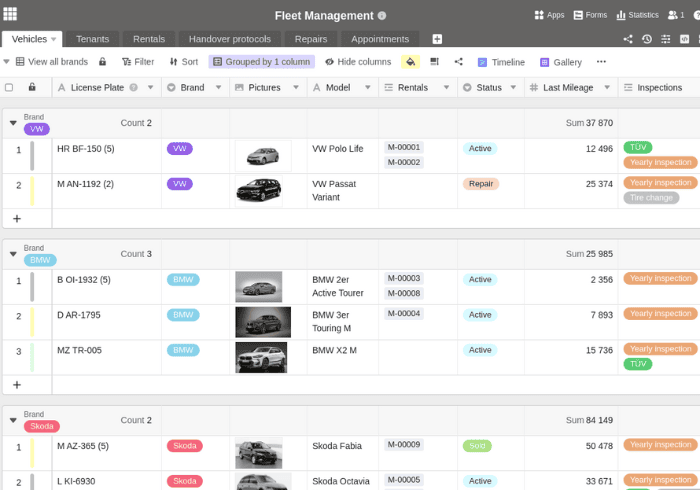 Fleet Management
Apps Forms Statistics 1
Vehicles Tenants Rentals Handover protocols Repairs Appointments
View all brands Filter Sort Grouped by 1 column Hide columns Timeline Gallery
License Plate Brand Pictures Model Rentals Status Last Mileage Inspections
Brand
VW Count 2 Sum 37 870
1 HR BF-150 (5) VW VW Polo Life M-00001 Active 12 496 TÜV
M-00002 Yearly inspection
2 M AN-1192 (2) VW VW Passat Repair 25 374 Yearly inspection
Variant Tire change
Brand
BMW Count 3 Sum 25 985
1 B OI-1932 (5) BMW BMW 2er M-00003 Active 2 356 Yearly inspection
Active Tourer M-00008
2 D AR-1795 BMW BMW 3er M-00004 Active 7 893 Yearly inspection
Touring M
3 MZ TR-005 BMW BMW X2 M Active 15 736 Yearly inspection
TÜV
Brand
Skoda Count 2 Sum 84 149
1 M AZ-365 (5) Skoda Skoda Fabia M-00009 Sold 50 478 Yearly inspection
2 L KI-6930 Skoda Skoda Octavia M-00005 Active 33 671 Yearly inspection